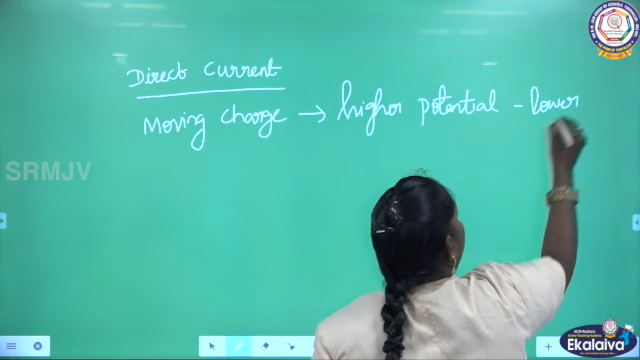 Direct Current
Moving Charge → higher potential - lower
SRMJV
Ekalaiva